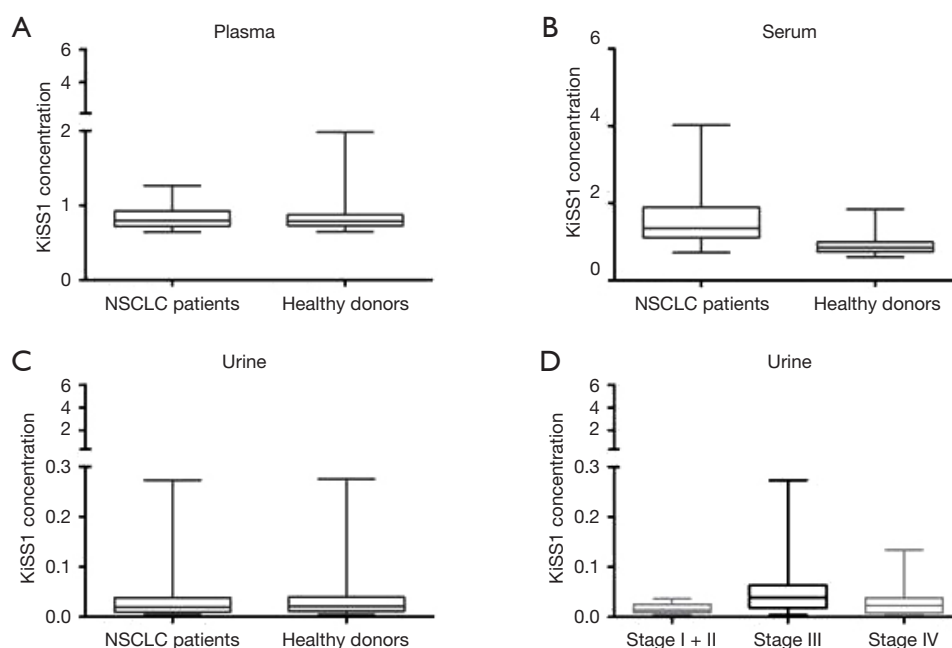 A
Plasma
KiSS1 concentration
6
4
2
1
0
NSCLC patients
Healthy donors
B
Serum
KiSS1 concentration
6
4
2
0
NSCLC patients
Healthy donors
C
Urine
KiSS1 concentration
6
4
2
0.3
0.2
0.1
0.0
NSCLC patients
Healthy donors
D
Urine
KiSS1 concentration
6
4
2
0.3
0.2
0.1
0.0
Stage I + II
Stage III
Stage IV